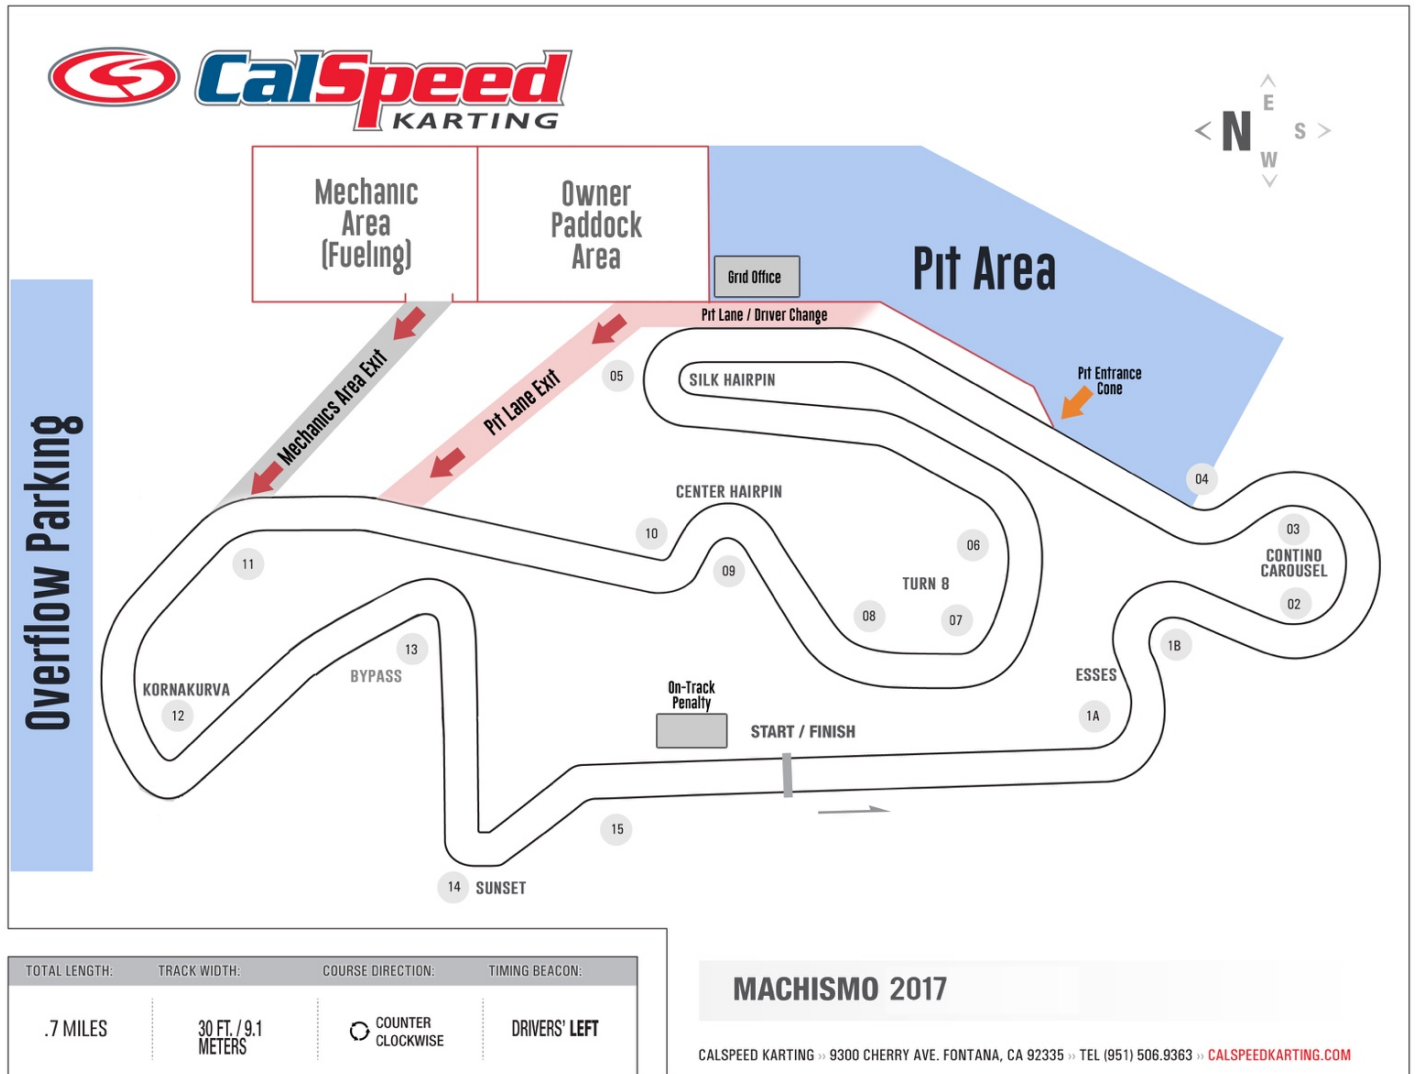 CalSpeed
KARTING
E
< N S >
W
Mechanic
Area
(Fueling)
Owner
Paddock
Area
Pit Area
Grid Office
Pit Lane / Driver Change
Mechanics Area Exit
Pit Lane Exit
Pit Entrance
Cone
Overflow Parking
05
SILK HAIRPIN
04
03
CONTINO
CAROUSEL
02
CENTER HAIRPIN
10
09
06
TURN 8
08
07
11
1B
ESSES
1A
13
BYPASS
KORNAKURVA
12
On-Track
Penalty
START / FINISH
15
14 SUNSET
TOTAL LENGTH: TRACK WIDTH: COURSE DIRECTION: TIMING BEACON:
.7 MILES
30 FT. / 9.1
METERS
COUNTER
CLOCKWISE
DRIVERS' LEFT
MACHISMO 2017
CALSPEED KARTING ›› 9300 CHERRY AVE. FONTANA, CA 92335 ›› TEL (951) 506.9363 ›› CALSPEEDKARTING.COM